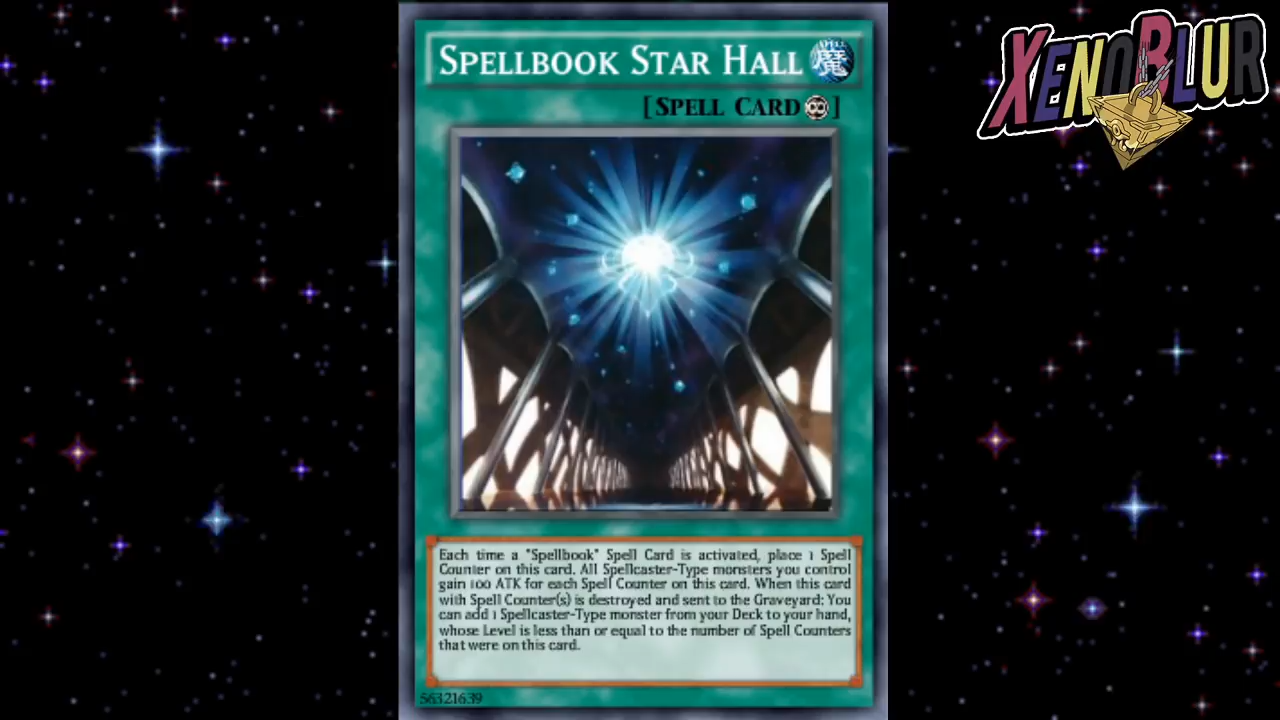 XENOBLUR
SPELLBOOK STAR HALL
SPELL
魔
[SPELL CARD]
Each time a "Spellbook" Spell Card is activated, place 1 Spell
Counter on this card. All Spellcaster-Type monsters you control
gain 100 ATK for each Spell Counter on this card. When this card
with Spell Counter(s) is destroyed and sent to the Graveyard: You
can add 1 Spellcaster-Type monster from your Deck to your hand,
whose Level is less than or equal to the number of Spell Counters
that were on this card.
56321639